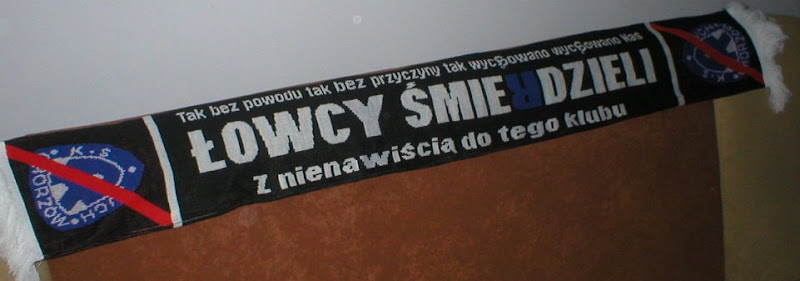 Tak bez powodu tak bez przyczyny tak wychowano wychowano Nas
ŁOWCY ŚMIERDZIELI
z nienawiścią do tego klubu
K.S